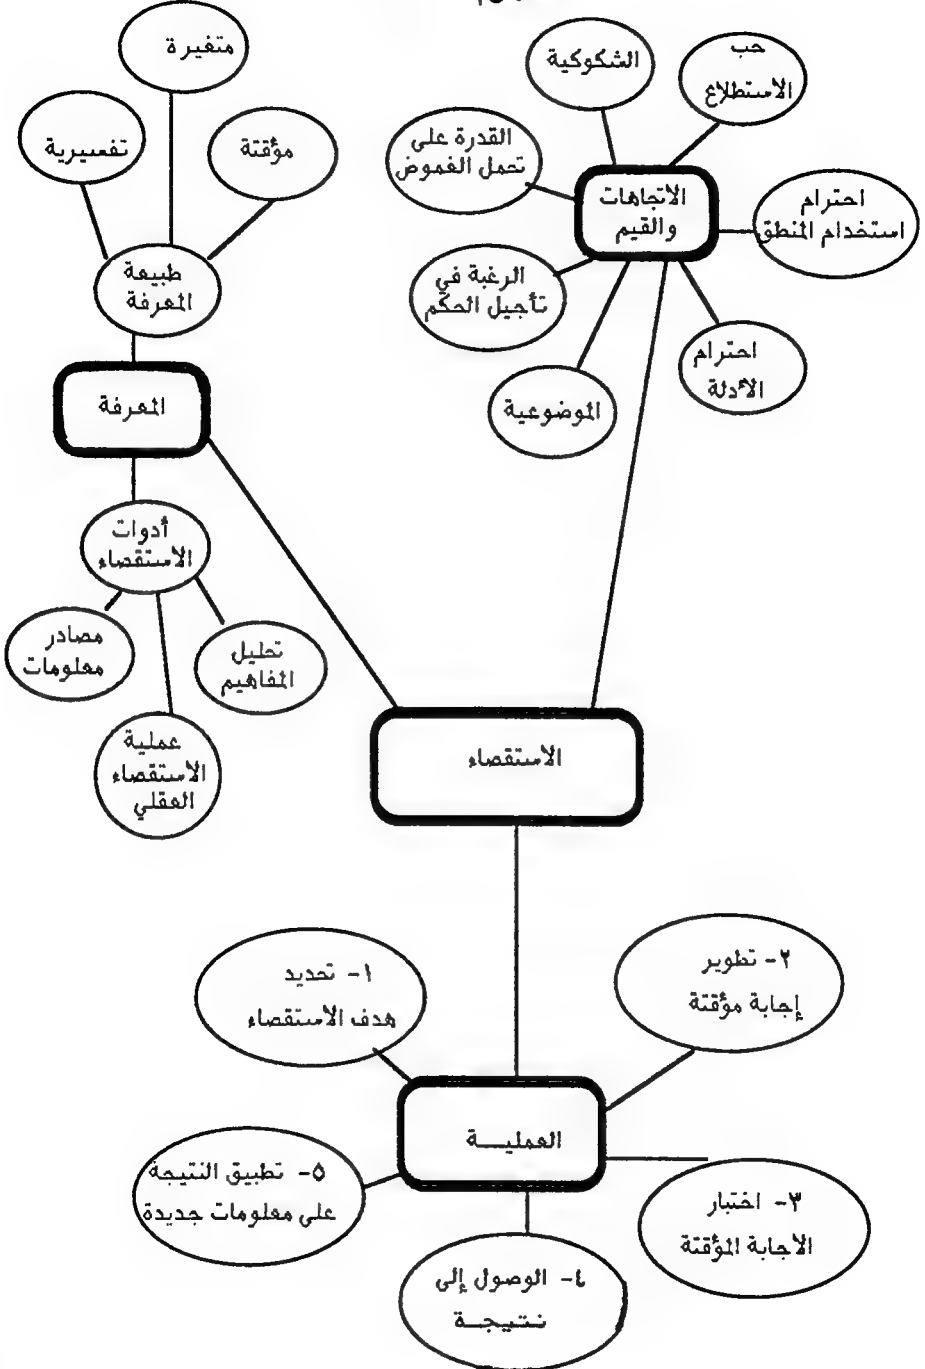 حب
الاستطلاع
الشكوكية
القدرة على
تحمل الغموض
الاتجاهات
والقيم
احترام
استخدام المنطق
الرغبة في
تأجيل الحكم
احترام
الأدلة
الموضوعية
متغيرة
مؤقتة
تفسيرية
طبيعة
المعرفة
المعرفة
أدوات
الاستقصاء
تحليل
المفاهيم
مصادر
معلومات
عملية
الاستقصاء
العقلي
الاستقصاء
٢- تطوير
إجابة مؤقتة
١- تحديد
هدف الاستقصاء
العمليــة
٣- اختبار
الاجابة المؤقتة
٥- تطبيق النتيجة
على معلومات جديدة
٤- الوصول إلى
نتيجــة